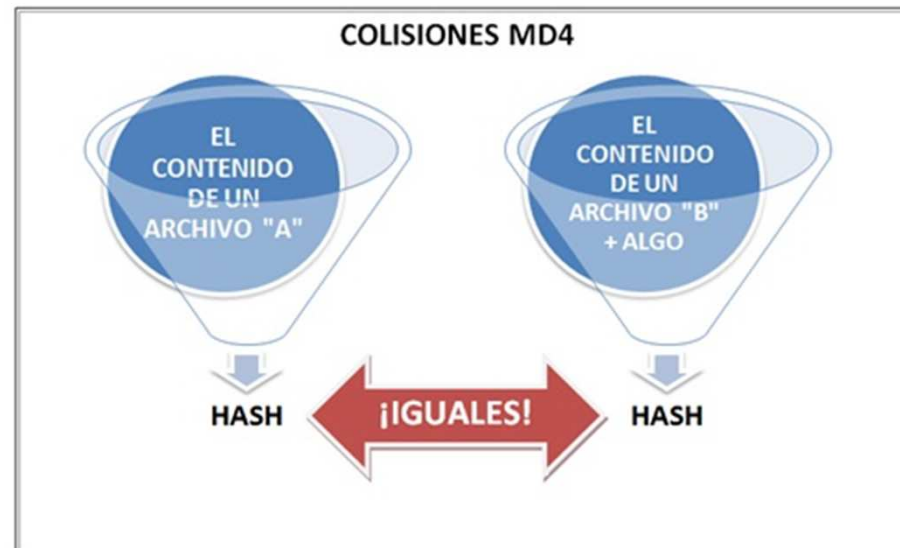 COLISIONES MD4
EL
CONTENIDO
DE UN
ARCHIVO "A"
EL
CONTENIDO
DE UN
ARCHIVO "B"
+ ALGO
HASH
¡IGUALES!
HASH